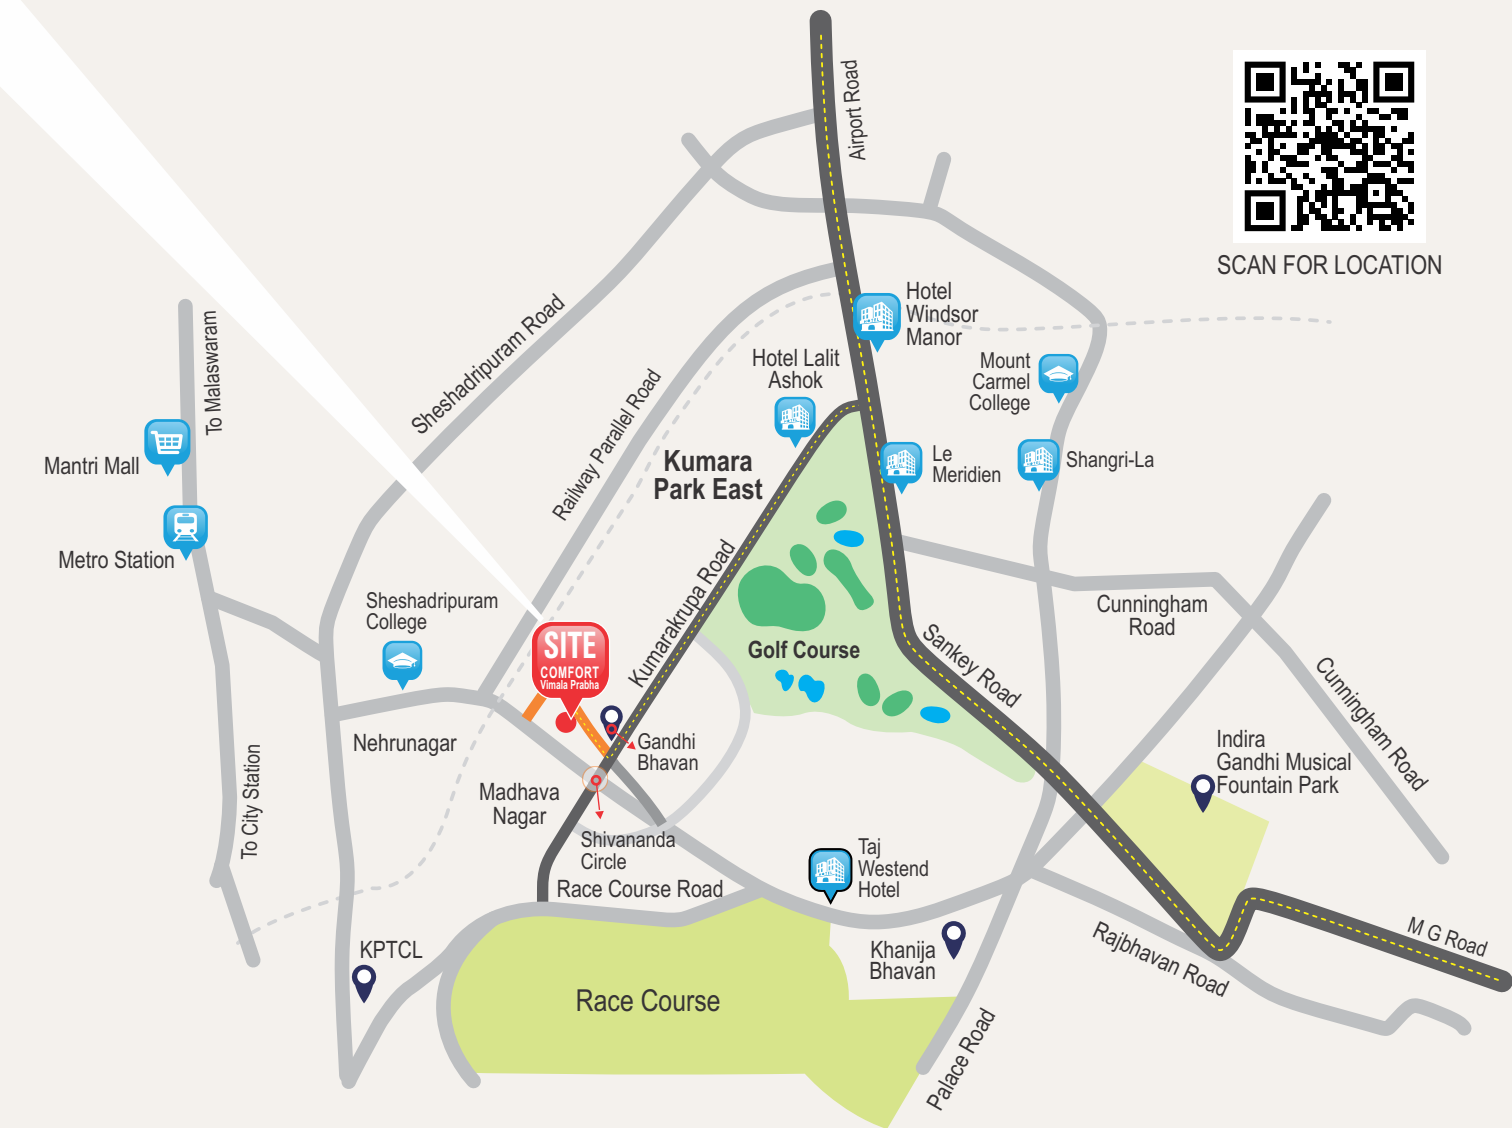 Airport Road
SCAN FOR LOCATION
Hotel
Windsor
Manor
Sheshadripuram Road
To Malaswaram
Hotel Lalit
Ashok
Mount
Carmel
College
Railway Parallel Road
Mantri Mall
Kumara
Park East
Le
Meridien
Shangri-La
Metro Station
Kumarakrupa Road
Sheshadripuram
College
Cunningham
Road
SITE
COMFORT
Vimala Prabha
Golf Course
Sankey Road
Cunningham Road
Nehrunagar
Gandhi
Bhavan
Indira
Gandhi Musical
Fountain Park
To City Station
Madhava
Nagar
Shivananda
Circle
Taj
Westend
Hotel
Race Course Road
KPTCL
Khanija
Bhavan
Rajbhavan Road
M G Road
Race Course
Palace Road